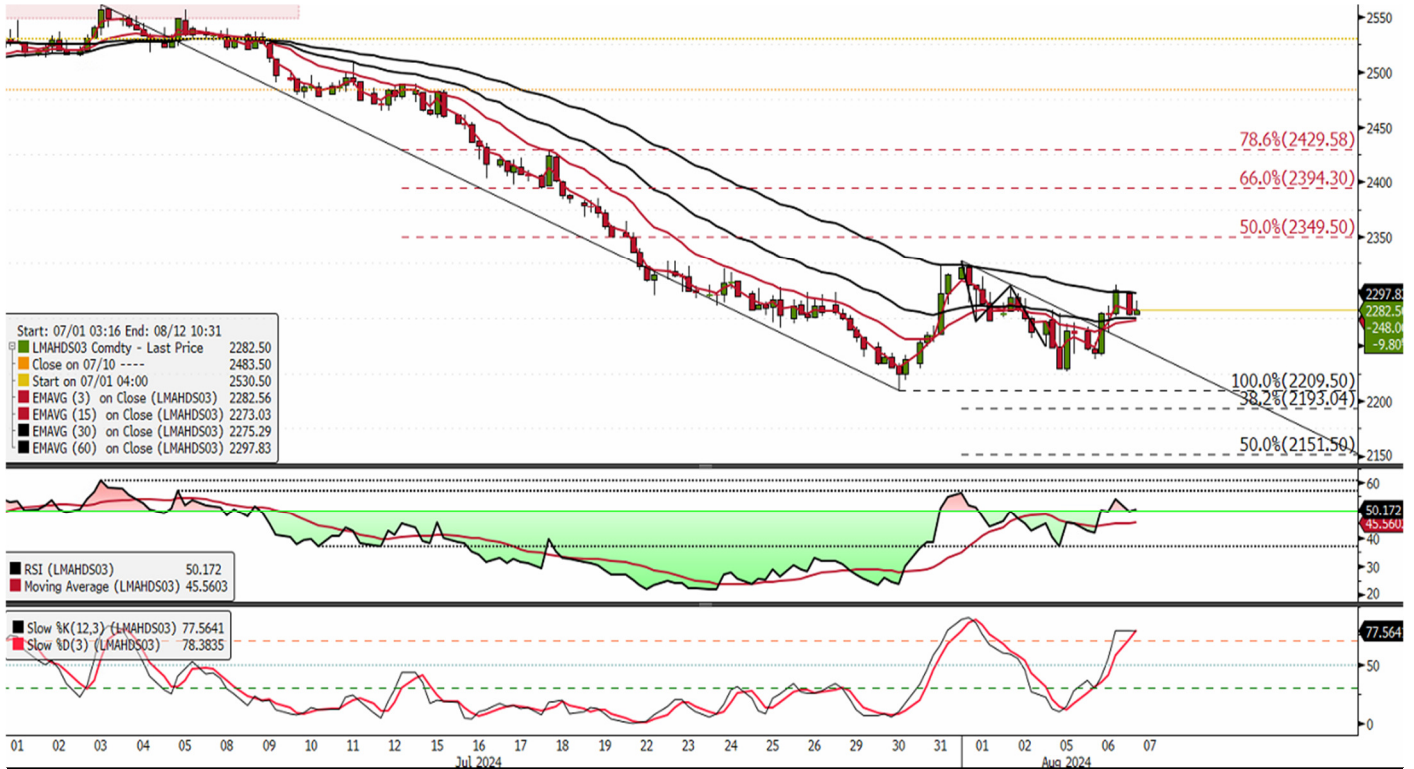 2550
2500
2450
2400
2350
2200
2150
78.6%(2429.58)
66.0%(2394.30)
50.0%(2349.50)
100.0%(2209.50)
38.2%(2193.04)
50.0%(2151.50)
2297.83
2282.50
248.00
-9.80%
Start: 07/01 03:16 End: 08/12 10:31
LMAHDS03 Comdty - Last Price 2282.50
Close on 07/10 ---- 2483.50
Start on 07/01 04:00 2530.50
EMAVG (3) on Close (LMAHDS03) 2282.56
EMAVG (15) on Close (LMAHDS03) 2273.03
EMAVG (30) on Close (LMAHDS03) 2275.29
EMAVG (60) on Close (LMAHDS03) 2297.83
60
50.172
45.5603
40
30
20
RSI (LMAHDS03) 50.172
Moving Average (LMAHDS03) 45.5603
Slow %K(12,3) (LMAHDS03) 77.5641
Slow %D(3) (LMAHDS03) 78.3835
77.5641
50
0
01 02 03 04 05 08 09 10 11 12 15 16 17 18 19 22 23 24 25 26 29 30 31 01 02 05 06 07
Jul 2024 Aug 2024